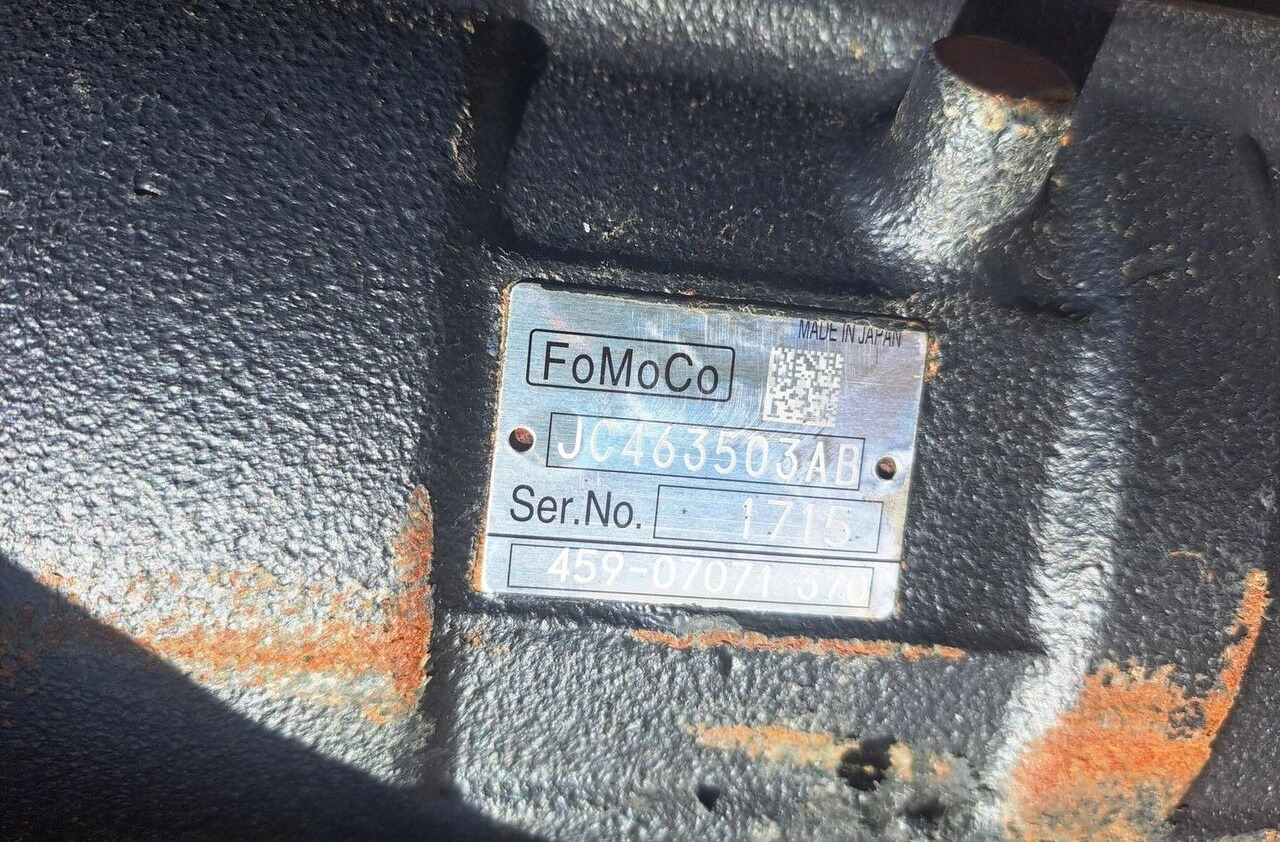 MADE IN JAPAN
FoMoCo
JC463503AB
Ser.No. 1715
459-07071 370